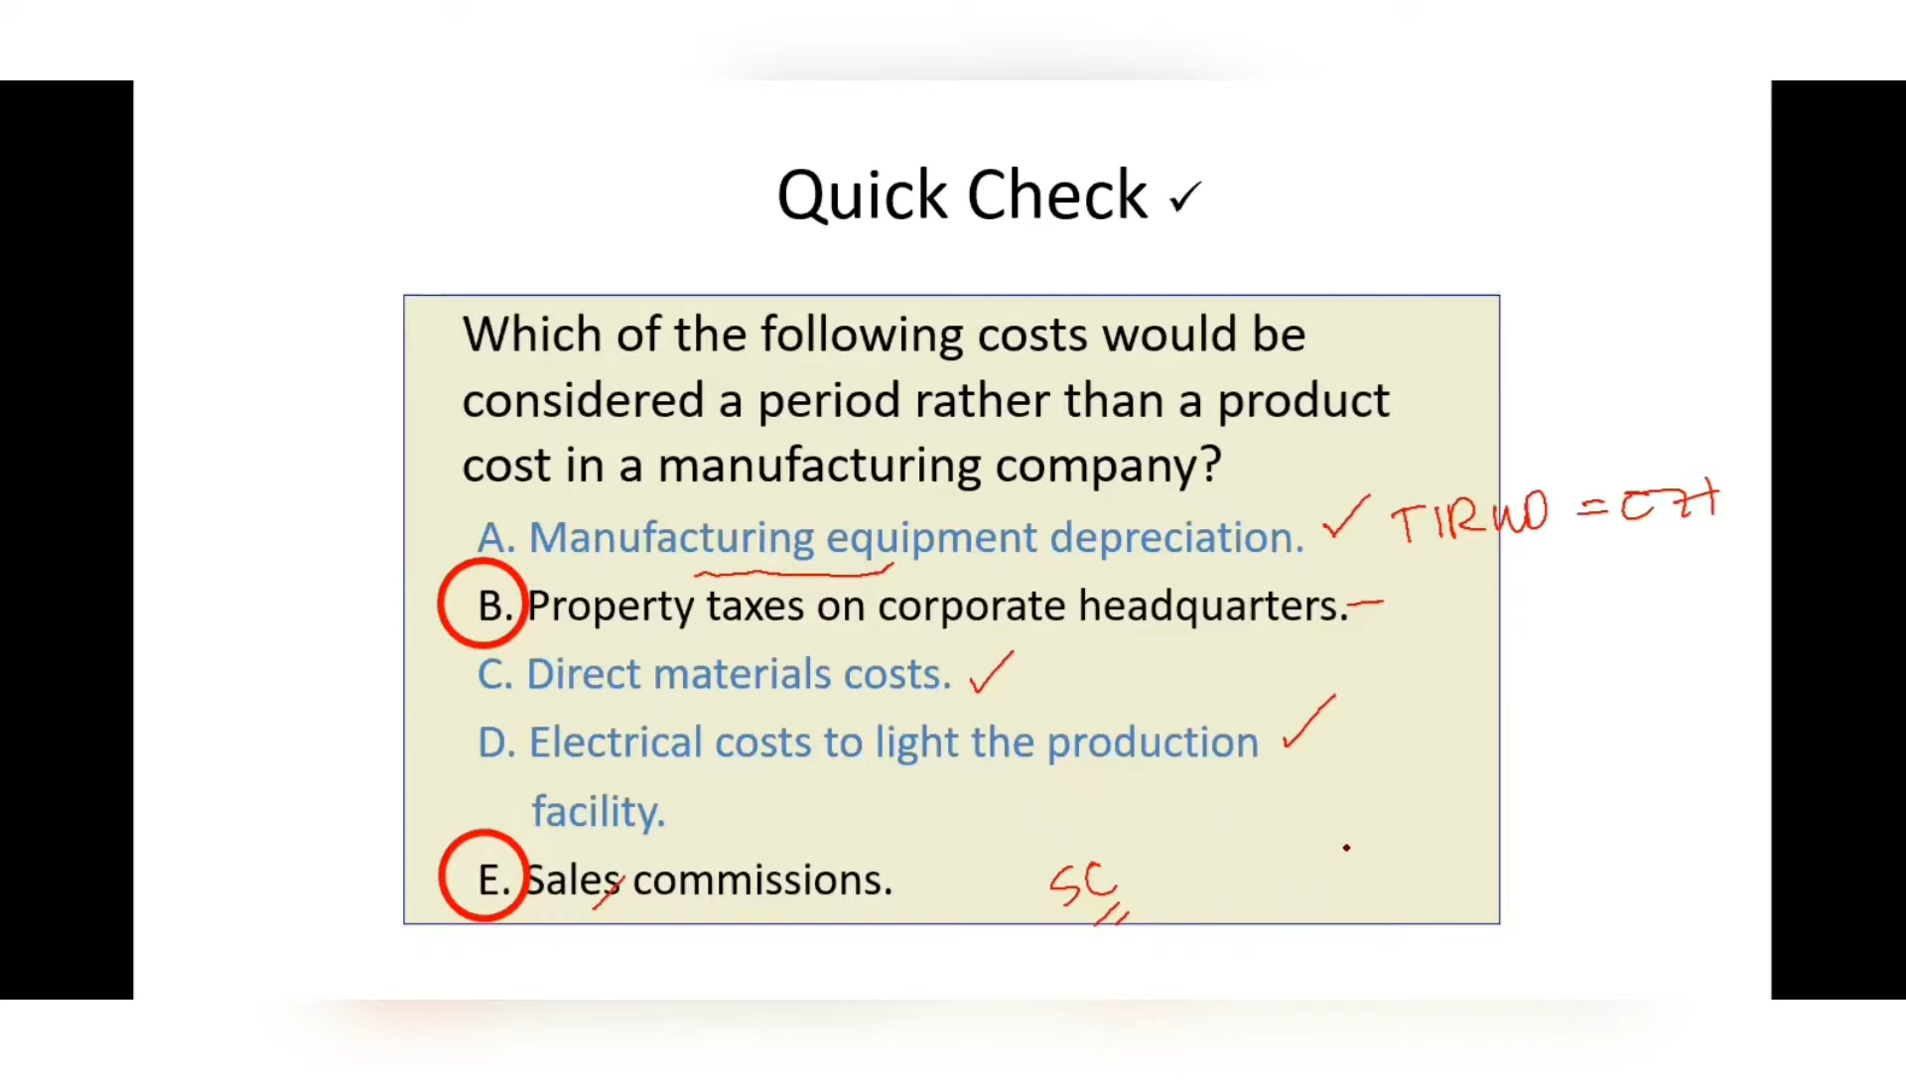 Quick Check ✓
Which of the following costs would be
considered a period rather than a product
cost in a manufacturing company?
A. Manufacturing equipment depreciation.
B. Property taxes on corporate headquarters.
C. Direct materials costs.
D. Electrical costs to light the production
facility.
E. Sales commissions.
SC